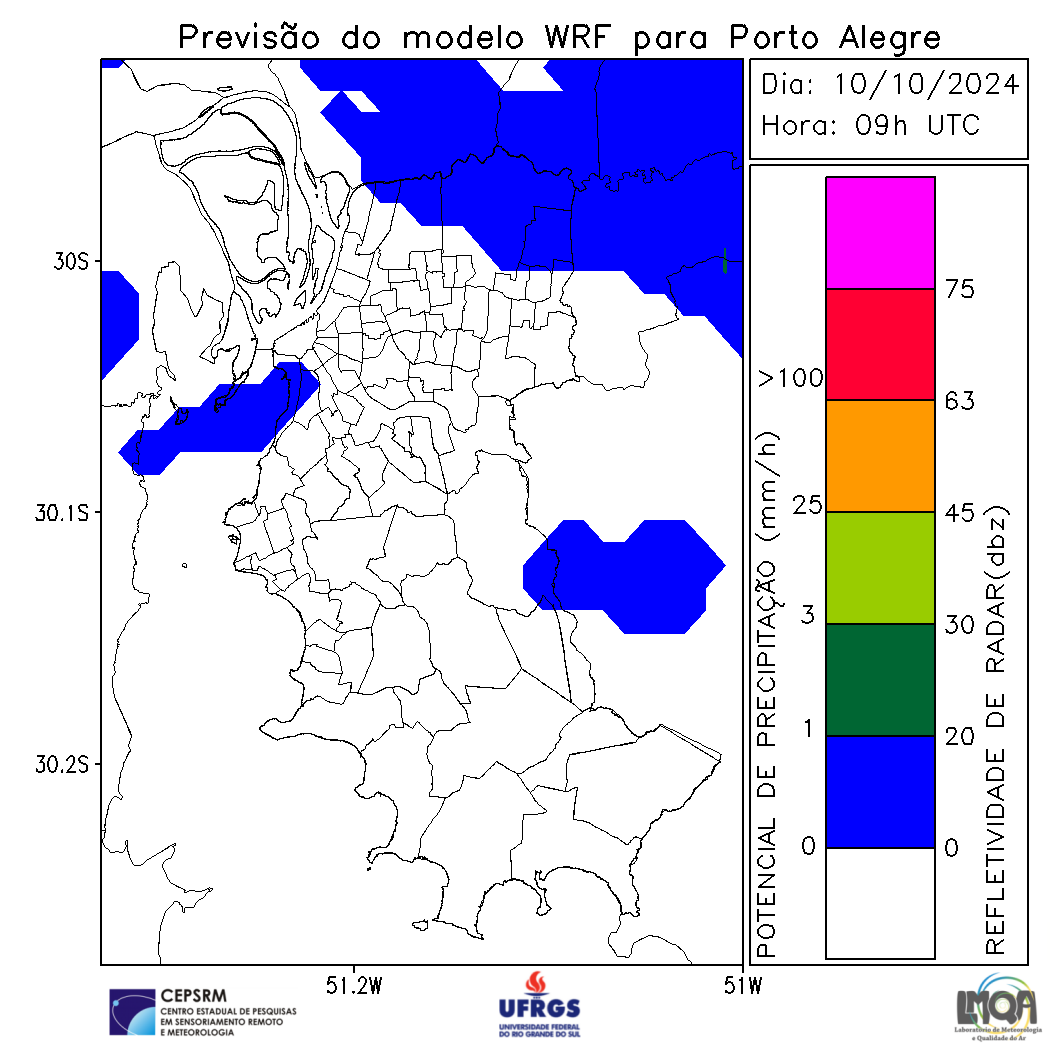 Previsão do modelo WRF para Porto Alegre
Dia: 10/10/2024
Hora: 09h UTC
30S
30.1S
30.2S
51.2W
51W
POTENCIAL DE PRECIPITAÇÃO (mm/h)
>100
25
3
1
0
75
63
45
30
20
0
REFLETIVIDADE DE RADAR(dbz)
CEPSRM
CENTRO ESTADUAL DE PESQUISAS
EM SENSORIAMENTO REMOTO
E METEOROLOGIA
UFRGS
UNIVERSIDADE FEDERAL
DO RIO GRANDE DO SUL
LMQA
Laboratório de Meteorologia
e Qualidade do Ar